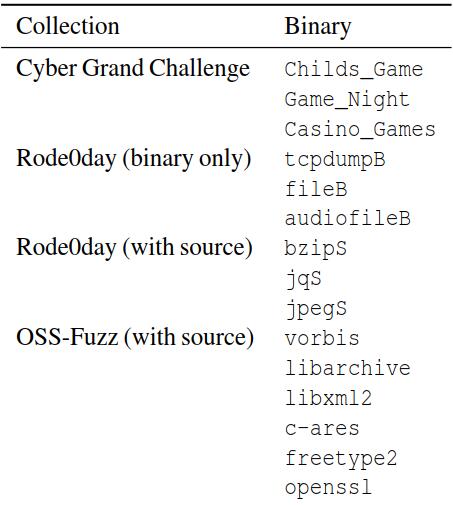 Collection Binary
Cyber Grand Challenge Childs_Game
Game_Night
Casino_Games
Rode0day (binary only) tcpdumpB
fileB
audiofileB
Rode0day (with source) bzipS
jqS
jpegS
OSS-Fuzz (with source) vorbis
libarchive
libxml2
c-ares
freetype2
openssl